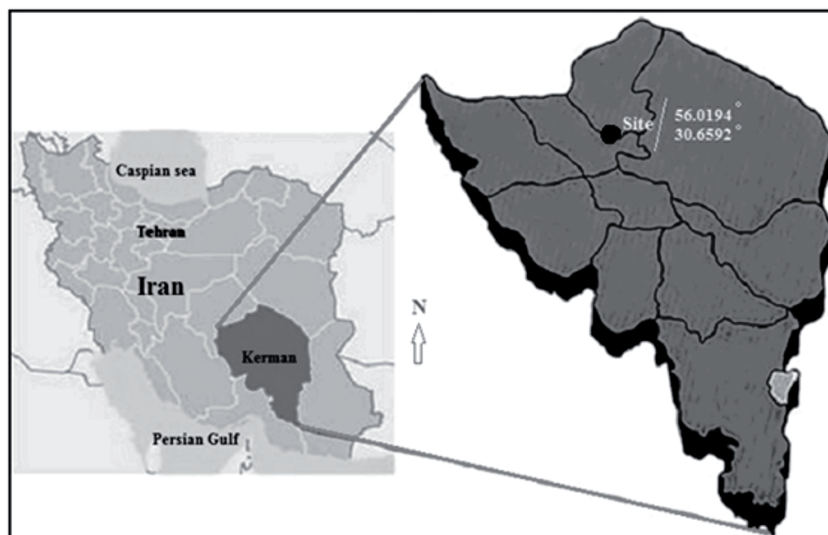 Caspian sea
Tehran
Iran
Kerman
Persian Gulf
N
Site
56.0194°
30.6592°